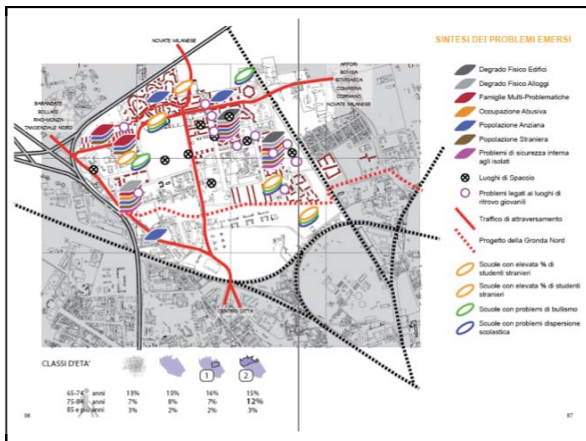 SINTESI DEI PROBLEMI EMERSI
NOVATE MILANESE
AFFORI
BOVISA
BOVISASCA
COMASINA
CORMANO
NOVATE MILANESE
BARANZATE
BOLLATE
RHO-MONZA
TANGENZIALE NORD
CENTRO CITTA'
Degrado Fisico Edifici
Degrado Fisico Alloggi
Famiglie Multi-Problematiche
Occupazione Abusiva
Popolazione Anziana
Popolazione Straniera
Problemi di sicurezza interna
agli isolati
Luoghi di Spaccio
Problemi legati ai luoghi di
ritrovo giovanili
Traffico di attraversamento
Progetto della Gronda Nord
Scuole con elevata % di
studenti stranieri
Scuole con elevata % di studenti
stranieri
Scuole con problemi di bullismo
Scuole con problemi dispersione
scolastica
CLASSI D'ETA'
1
2
65-74 anni 13% 15% 16% 15%
75-84 anni 7% 8% 7% 12%
85 e più anni 3% 2% 2% 3%
96
97